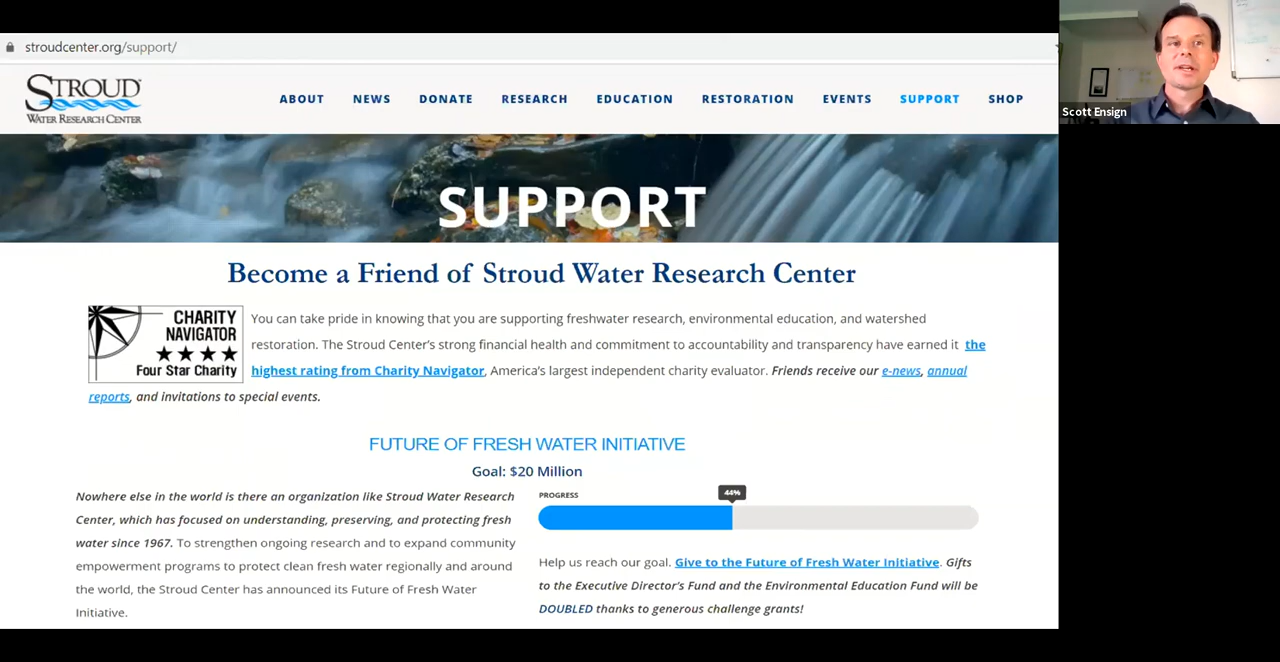 stroudcenter.org/support/
STROUD
WATER RESEARCH CENTER
ABOUT NEWS DONATE RESEARCH EDUCATION RESTORATION EVENTS SUPPORT SHOP
Scott Ensign
SUPPORT
Become a Friend of Stroud Water Research Center
CHARITY
NAVIGATOR
★★★★
Four Star Charity
You can take pride in knowing that you are supporting freshwater research, environmental education, and watershed
restoration. The Stroud Center's strong financial health and commitment to accountability and transparency have earned it the
highest rating from Charity Navigator, America's largest independent charity evaluator. Friends receive our e-news, annual
reports, and invitations to special events.
FUTURE OF FRESH WATER INITIATIVE
Goal: $20 Million
Nowhere else in the world is there an organization like Stroud Water Research
Center, which has focused on understanding, preserving, and protecting fresh
water since 1967. To strengthen ongoing research and to expand community
empowerment programs to protect clean fresh water regionally and around
the world, the Stroud Center has announced its Future of Fresh Water
Initiative.
PROGRESS
44%
Help us reach our goal. Give to the Future of Fresh Water Initiative. Gifts
to the Executive Director's Fund and the Environmental Education Fund will be
DOUBLED thanks to generous challenge grants!